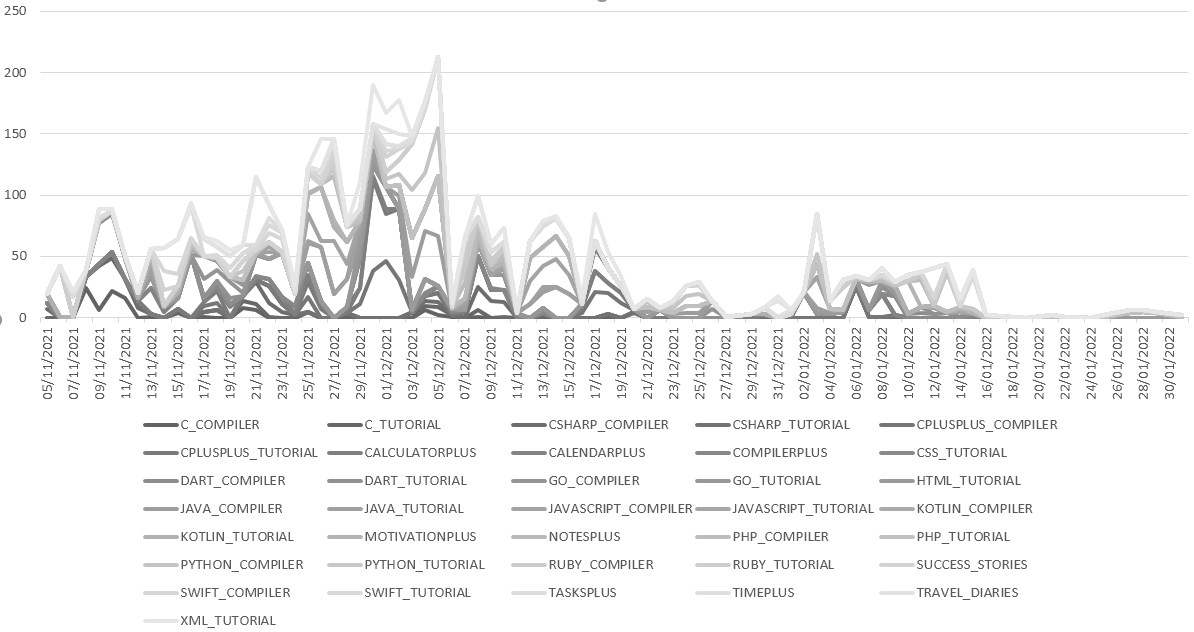 250
200
150
100
50
0
05/11/2021 07/11/2021 09/11/2021 11/11/2021 13/11/2021 15/11/2021 17/11/2021 19/11/2021 21/11/2021 23/11/2021 25/11/2021 27/11/2021 29/11/2021 01/12/2021 03/12/2021 05/12/2021 07/12/2021 09/12/2021 11/12/2021 13/12/2021 15/12/2021 17/12/2021 19/12/2021 21/12/2021 23/12/2021 25/12/2021 27/12/2021 29/12/2021 31/12/2021 02/01/2022 04/01/2022 06/01/2022 08/01/2022 10/01/2022 12/01/2022 14/01/2022 16/01/2022 18/01/2022 20/01/2022 22/01/2022 24/01/2022 26/01/2022 28/01/2022 30/01/2022
C_COMPILER C_TUTORIAL CSHARP_COMPILER CSHARP_TUTORIAL CPLUSPLUS_COMPILER
CPLUSPLUS_TUTORIAL CALCULATORPLUS CALENDARPLUS COMPILERPLUS CSS_TUTORIAL
DART_COMPILER DART_TUTORIAL GO_COMPILER GO_TUTORIAL HTML_TUTORIAL
JAVA_COMPILER JAVA_TUTORIAL JAVASCRIPT_COMPILER JAVASCRIPT_TUTORIAL KOTLIN_COMPILER
KOTLIN_TUTORIAL MOTIVATIONPLUS NOTESPLUS PHP_COMPILER PHP_TUTORIAL
PYTHON_COMPILER PYTHON_TUTORIAL RUBY_COMPILER RUBY_TUTORIAL SUCCESS_STORIES
SWIFT_COMPILER SWIFT_TUTORIAL TASKSPLUS TIMEPLUS TRAVEL_DIARIES
XML_TUTORIAL